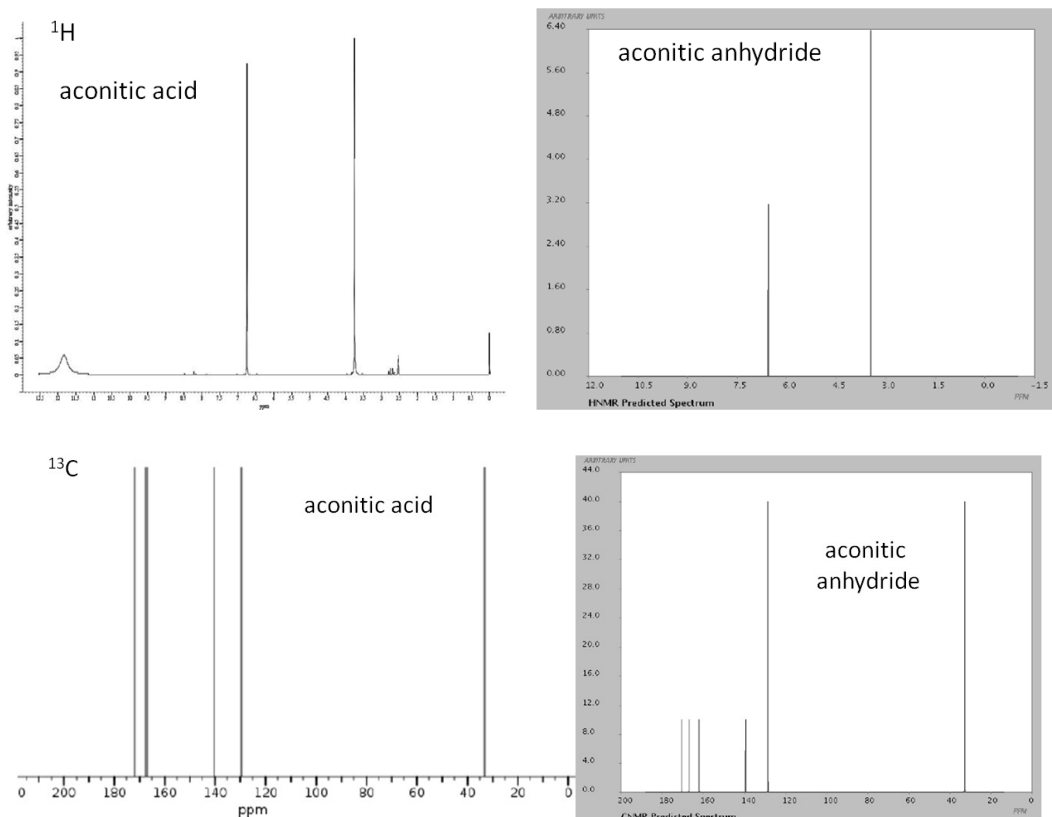 ¹H
aconitic acid
ppm
ARBITRARY UNITS
aconitic anhydride
6.40
4.80
4.00
3.20
2.40
1.60
0.80
0.00
12.0 10.5 9.0 7.5 6.0 4.5 3.0 1.5 0.0 -1.5
PPM
HNMR Predicted Spectrum
¹³C
aconitic acid
200 180 160 140 120 100 80 60 40 20 0
ppm
ARBITRARY UNITS
44.0
40.0
36.0
32.0
28.0
24.0
20.0
16.0
12.0
8.0
4.0
0.0
aconitic
anhydride
200 180 160 140 120 100 80 60 40 20 0
PPM
CNMR Predicted Spectrum